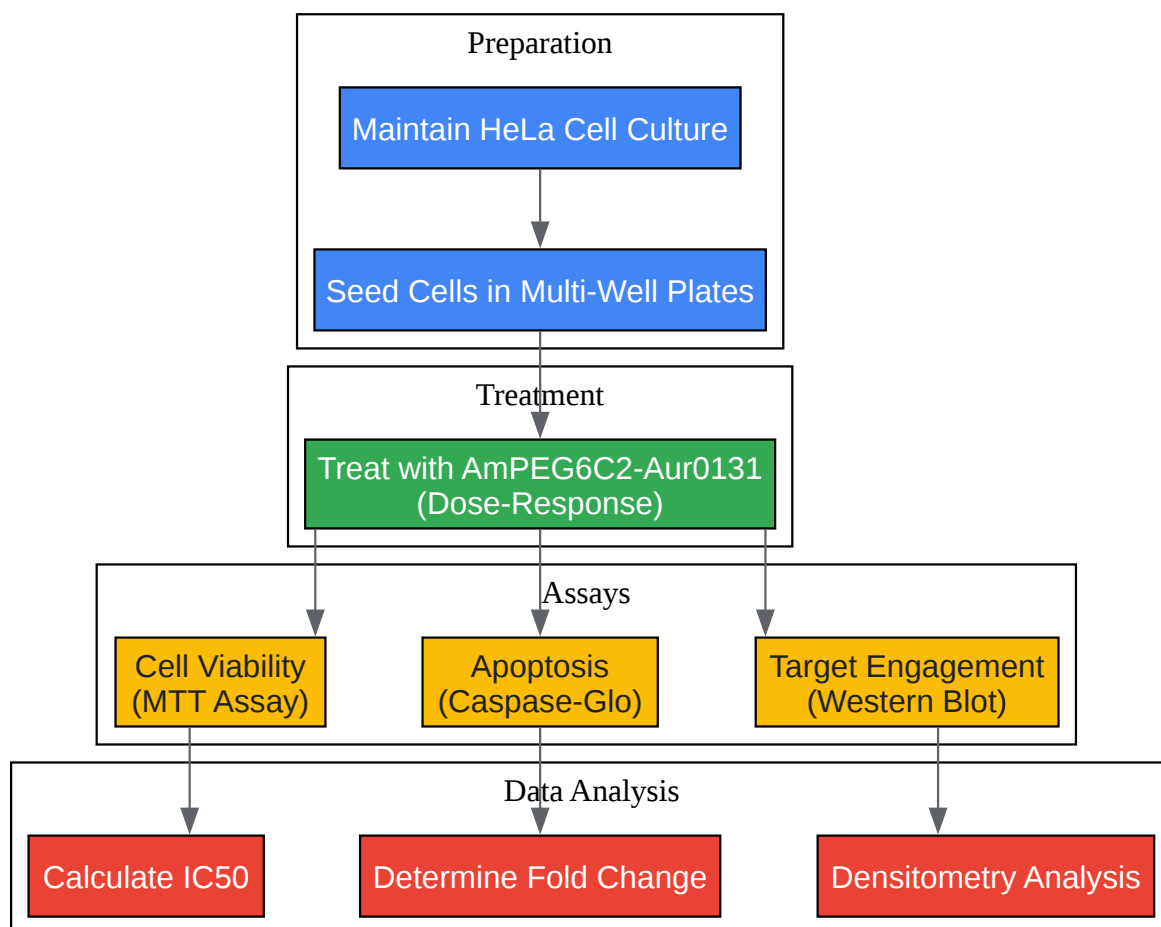 Preparation
Maintain HeLa Cell Culture
Seed Cells in Multi-Well Plates
Treatment
Treat with AmPEG6C2-Aur0131
(Dose-Response)
Assays
Cell Viability
(MTT Assay)
Apoptosis
(Caspase-Glo)
Target Engagement
(Western Blot)
Data Analysis
Calculate IC50
Determine Fold Change
Densitometry Analysis